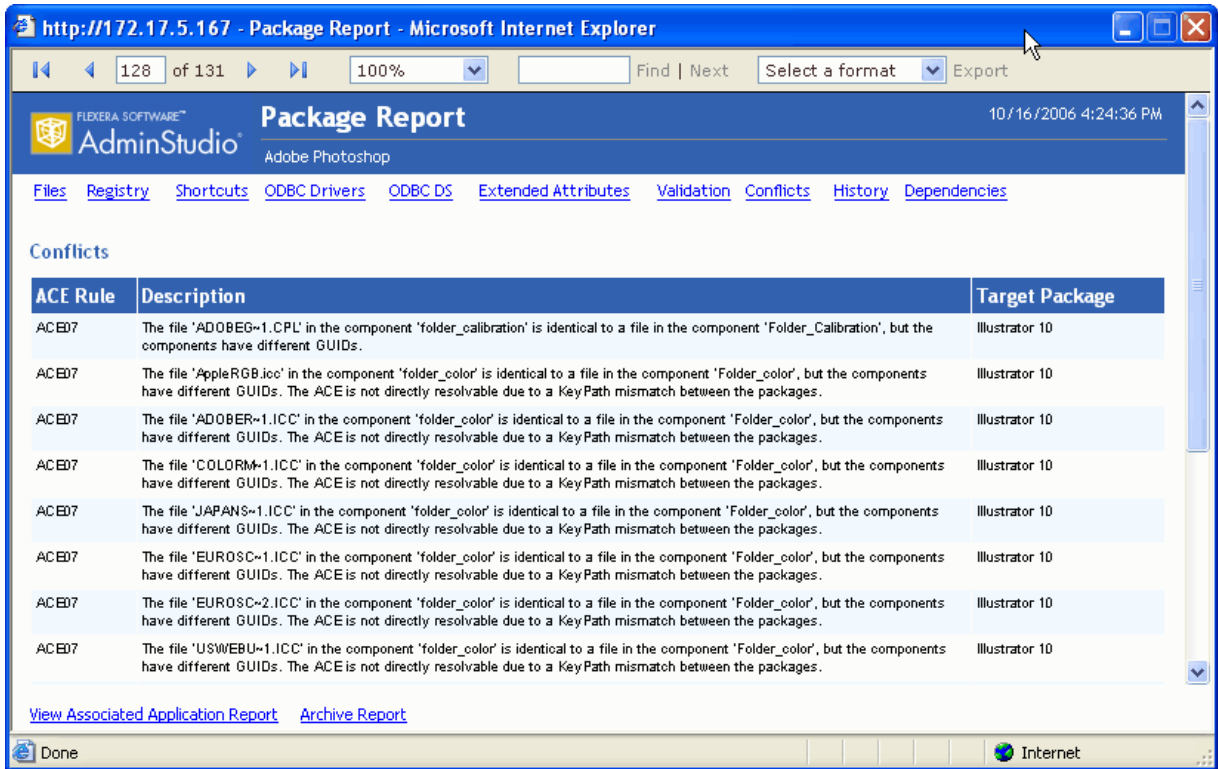 http://172.17.5.167 - Package Report - Microsoft Internet Explorer
128 of 131 100% Find | Next Select a format Export
FLEXERA SOFTWARE™
AdminStudio®
Package Report
10/16/2006 4:24:36 PM
Adobe Photoshop
Files Registry Shortcuts ODBC Drivers ODBC DS Extended Attributes Validation Conflicts History Dependencies
Conflicts
ACE Rule Description Target Package
ACE07 The file 'ADOBEG~1.CPL' in the component 'folder_calibration' is identical to a file in the component 'Folder_Calibration', but the Illustrator 10
components have different GUIDs.
ACE07 The file 'AppleRGB.icc' in the component 'folder_color' is identical to a file in the component 'Folder_color', but the components Illustrator 10
have different GUIDs. The ACE is not directly resolvable due to a KeyPath mismatch between the packages.
ACE07 The file 'ADOBER~1.ICC' in the component 'folder_color' is identical to a file in the component 'Folder_color', but the components Illustrator 10
have different GUIDs. The ACE is not directly resolvable due to a KeyPath mismatch between the packages.
ACE07 The file 'COLORM~1.ICC' in the component 'folder_color' is identical to a file in the component 'Folder_color', but the components Illustrator 10
have different GUIDs. The ACE is not directly resolvable due to a KeyPath mismatch between the packages.
ACE07 The file 'JAPANS~1.ICC' in the component 'folder_color' is identical to a file in the component 'Folder_color', but the components Illustrator 10
have different GUIDs. The ACE is not directly resolvable due to a KeyPath mismatch between the packages.
ACE07 The file 'EUROSC~1.ICC' in the component 'folder_color' is identical to a file in the component 'Folder_color', but the components Illustrator 10
have different GUIDs. The ACE is not directly resolvable due to a KeyPath mismatch between the packages.
ACE07 The file 'EUROSC~2.ICC' in the component 'folder_color' is identical to a file in the component 'Folder_color', but the components Illustrator 10
have different GUIDs. The ACE is not directly resolvable due to a KeyPath mismatch between the packages.
ACE07 The file 'USWEBU~1.ICC' in the component 'folder_color' is identical to a file in the component 'Folder_color', but the components Illustrator 10
have different GUIDs. The ACE is not directly resolvable due to a KeyPath mismatch between the packages.
View Associated Application Report Archive Report
Done Internet